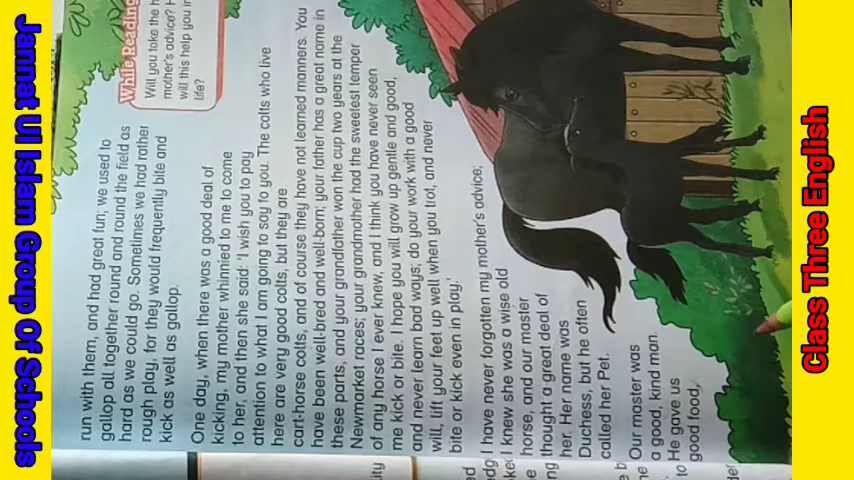 Jannat Ul Islam Group Of Schools
run with them, and had great fun; we used to
gallop all together round and round the field as
hard as we could go. Sometimes we had rather
rough play, for they would frequently bite and
kick as well as gallop.
One day, when there was a good deal of
kicking, my mother whinnied to me to come
to her, and then she said: 'I wish you to pay
attention to what I am going to say to you. The colts who live
here are very good colts, but they are
cart-horse colts, and of course they have not learned manners. You
have been well-bred and well-born; your father has a great name in
these parts, and your grandfather won the cup two years at the
Newmarket races; your grandmother had the sweetest temper
of any horse I ever knew, and I think you have never seen
me kick or bite. I hope you will grow up gentle and good,
and never learn bad ways; do your work with a good
will, lift your feet up well when you trot, and never
bite or kick even in play.'
I have never forgotten my mother's advice;
I knew she was a wise old
horse, and our master
thought a great deal of
her. Her name was
Duchess, but he often
called her Pet.
Our master was
a good, kind man.
He gave us
good food,
While Reading
Will you take the
mother's advice?
will this help you in
life?
Class Three English